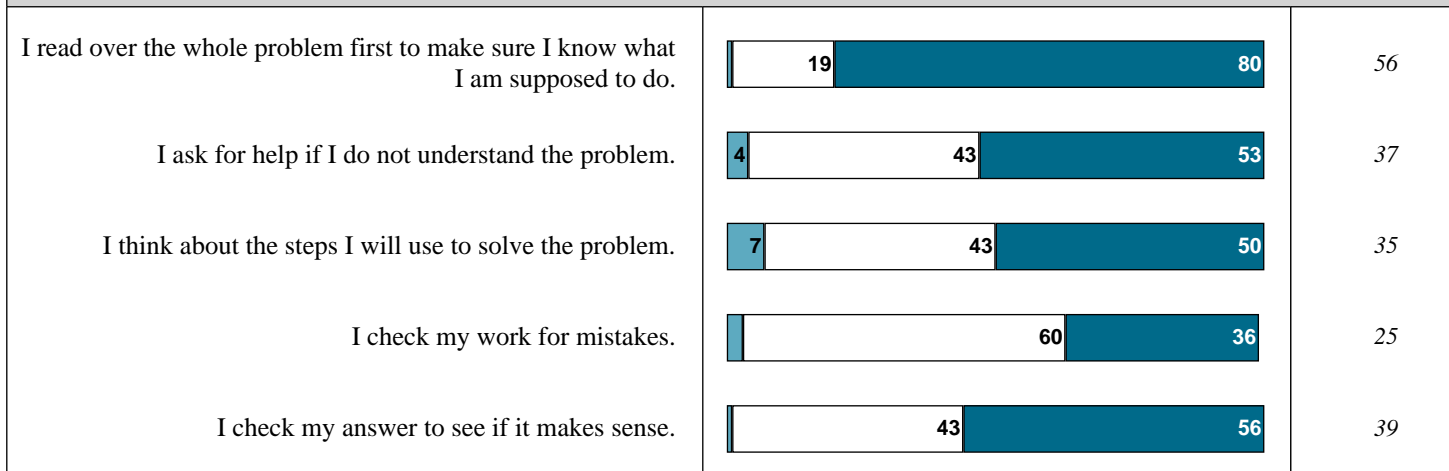 I read over the whole problem first to make sure I know what
I am supposed to do.
19 80 56
I ask for help if I do not understand the problem.
4 43 53 37
I think about the steps I will use to solve the problem.
7 43 50 35
I check my work for mistakes.
60 36 25
I check my answer to see if it makes sense.
43 56 39